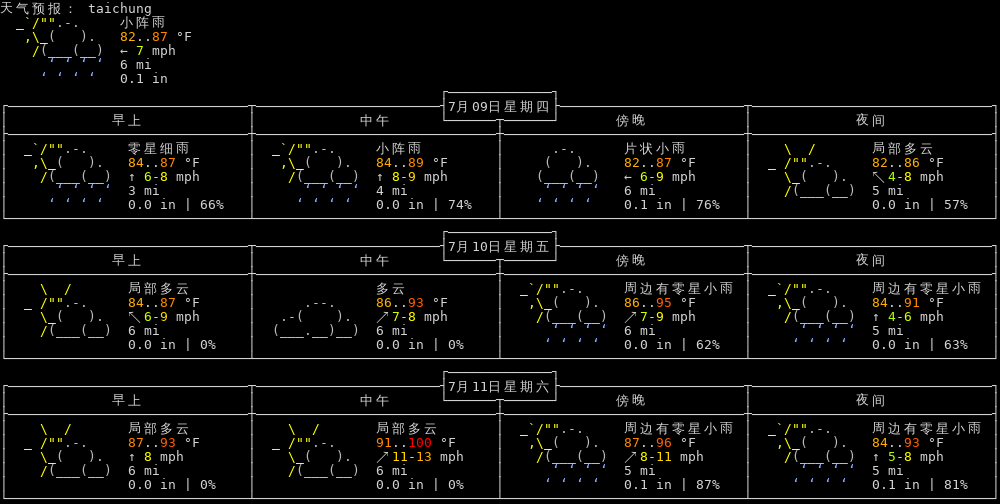 天气预报： taichung
小阵雨
82..87 °F
← 7 mph
6 mi
0.1 in
7月09日星期四
早上 中午 傍晚 夜间
零星细雨 小阵雨 片状小雨 局部多云
84..87 °F 84..89 °F 82..87 °F 82..86 °F
↑ 6-8 mph ↑ 8-9 mph ← 6-9 mph ↖ 4-8 mph
3 mi 4 mi 6 mi 5 mi
0.0 in | 66% 0.0 in | 74% 0.1 in | 76% 0.0 in | 57%
7月10日星期五
早上 中午 傍晚 夜间
局部多云 多云 周边有零星小雨 周边有零星小雨
84..87 °F 86..93 °F 86..95 °F 84..91 °F
↖ 6-9 mph ↗ 7-8 mph ↗ 7-9 mph ↑ 4-6 mph
6 mi 6 mi 6 mi 5 mi
0.0 in | 0% 0.0 in | 0% 0.0 in | 62% 0.0 in | 63%
7月11日星期六
早上 中午 傍晚 夜间
局部多云 局部多云 周边有零星小雨 周边有零星小雨
87..93 °F 91..100 °F 87..96 °F 84..93 °F
↑ 8 mph ↗ 11-13 mph ↗ 8-11 mph ↑ 5-8 mph
6 mi 6 mi 5 mi 5 mi
0.0 in | 0% 0.0 in | 0% 0.1 in | 87% 0.1 in | 81%